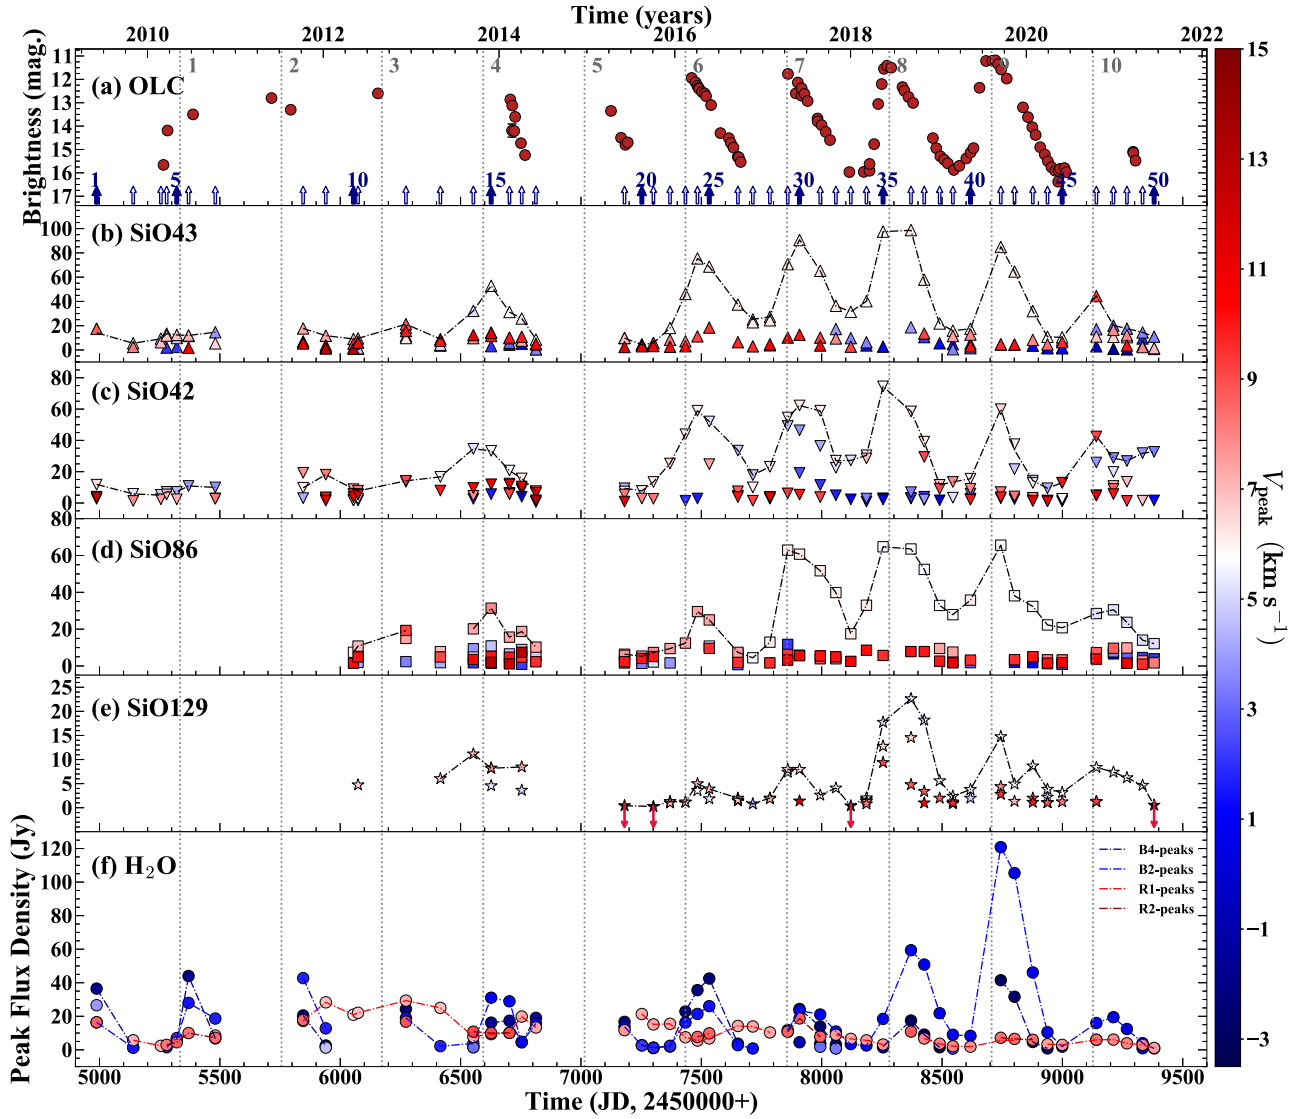 Time (years)
2010 2012 2014 2016 2018 2020 2022
Brightness (mag.)
11
12
13
14
15
16
17
(a) OLC
1 2 3 4 5 6 7 8 9 10
1 5 10 15 20 25 30 35 40 45 50
(b) SiO43
100
80
60
40
20
0
(c) SiO42
80
60
40
20
0
(d) SiO86
80
60
40
20
0
(e) SiO129
25
20
15
10
5
0
Peak Flux Density (Jy)
(f) H₂O
120
100
80
60
40
20
0
B4-peaks
B2-peaks
R1-peaks
R2-peaks
5000 5500 6000 6500 7000 7500 8000 8500 9000 9500
Time (JD, 2450000+)
15
13
11
9
7
5
3
1
−1
−3
V_peak (km s⁻¹)